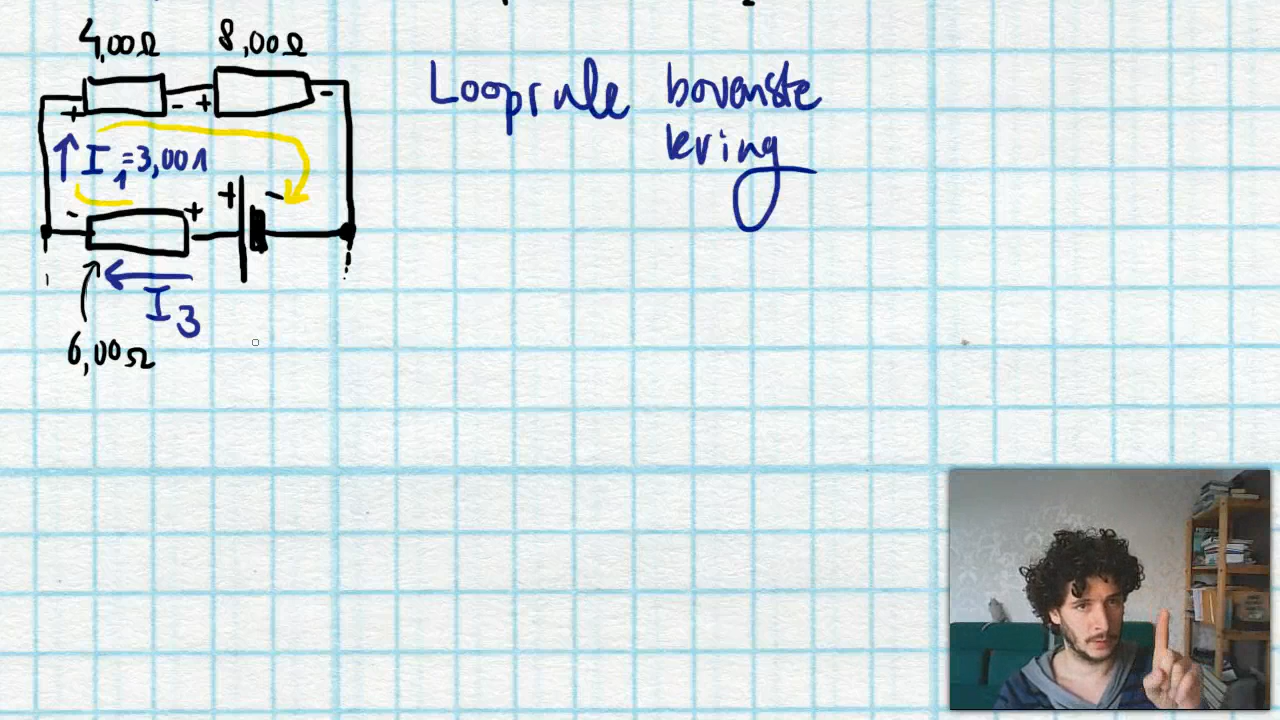 4,00Ω 8,00Ω
+ - + -
I₁=3,00A
- + + -
I₃
6,00Ω
Looprule bovenste
kring